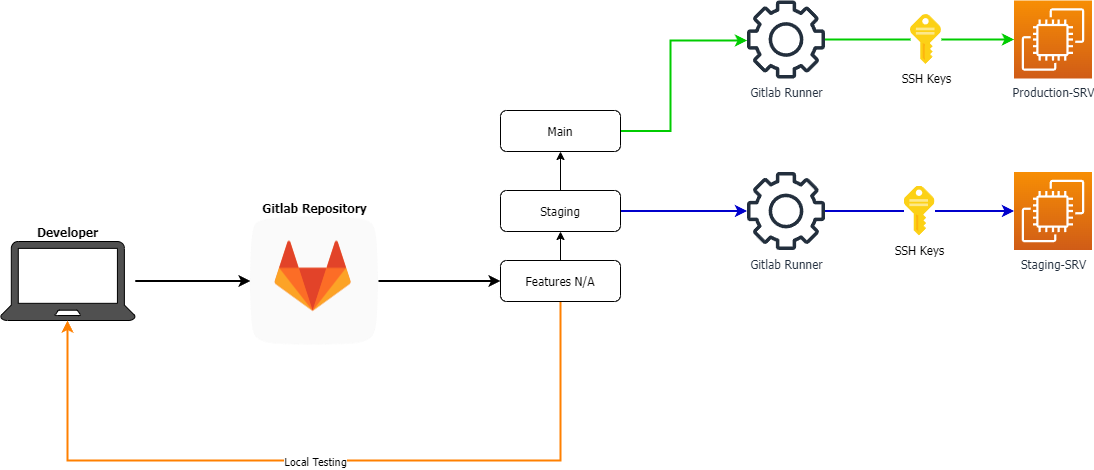 Gitlab Runner
SSH Keys
Production-SRV
Main
Staging
Gitlab Runner
SSH Keys
Staging-SRV
Gitlab Repository
Developer
Features N/A
Local Testing